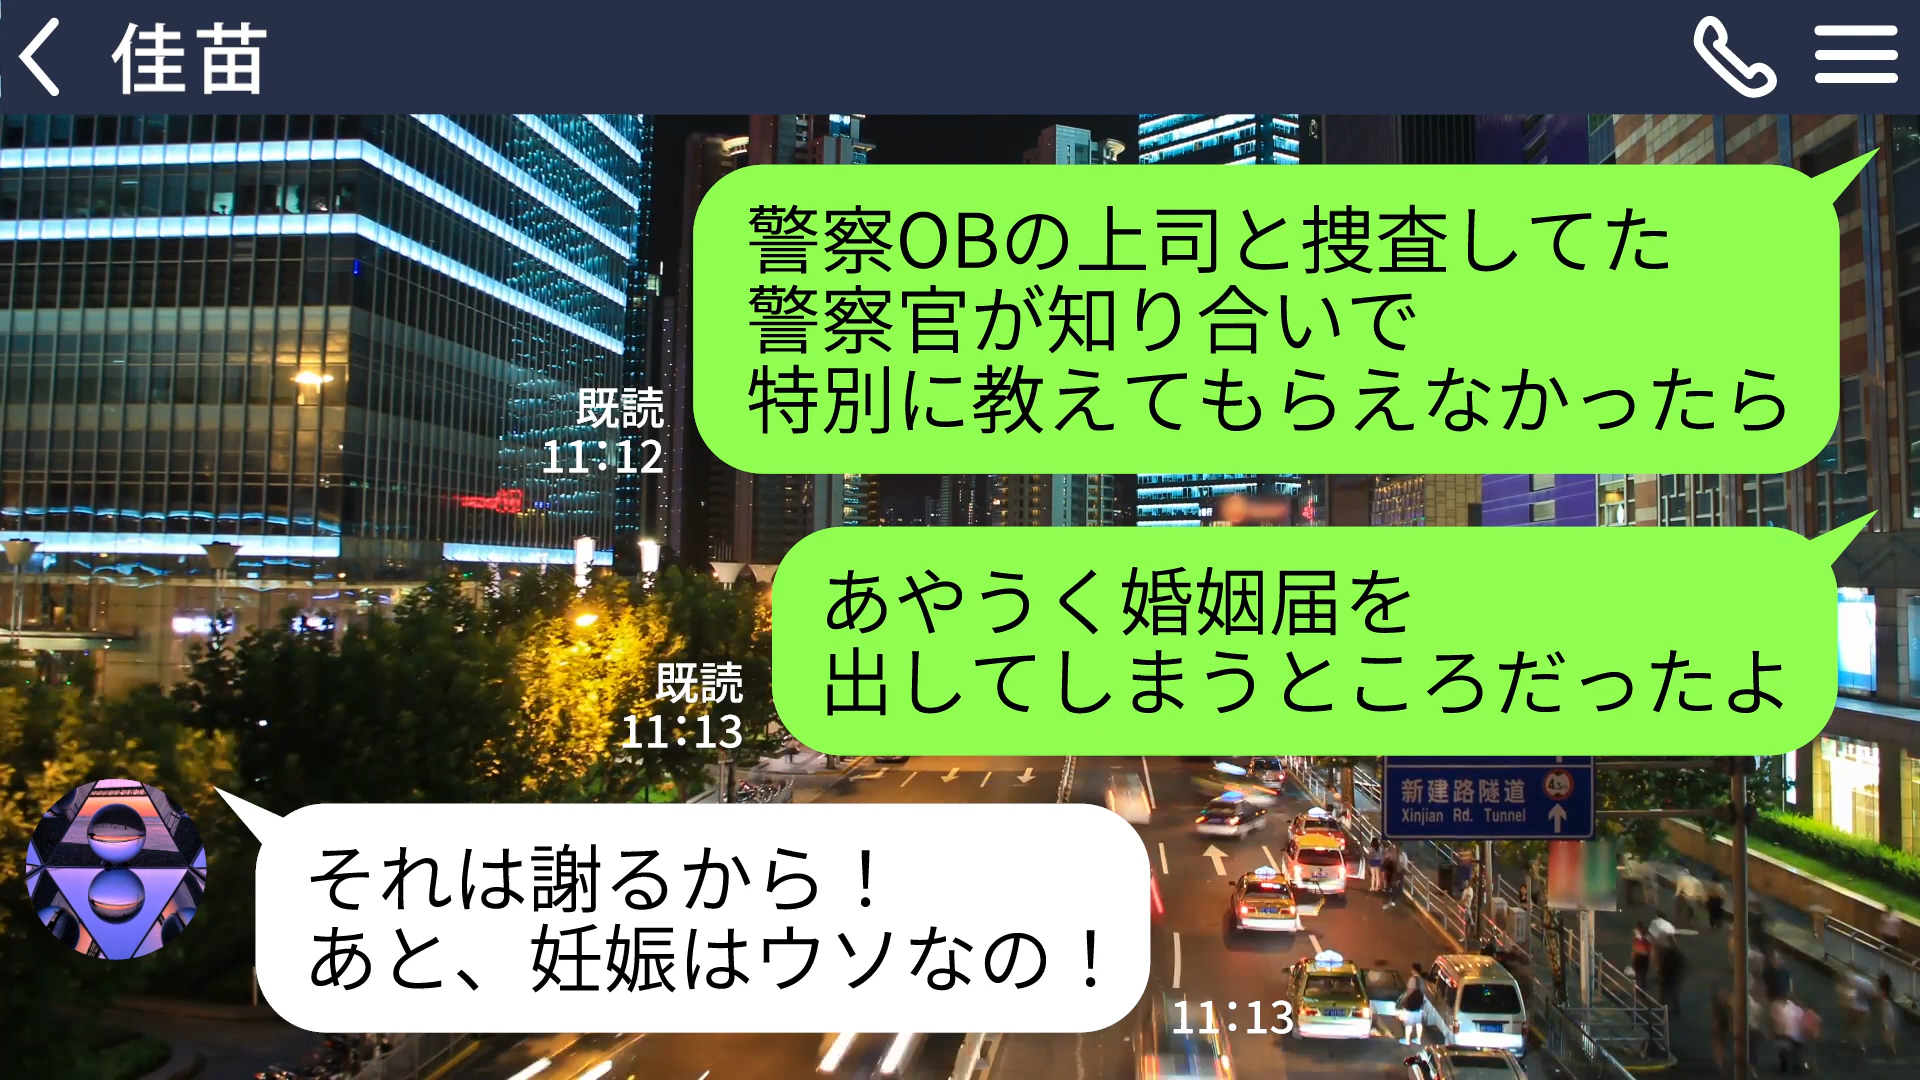 佳苗
警察OBの上司と捜査してた
警察官が知り合いで
特別に教えてもらえなかったら
既読
11:12
あやうく婚姻届を
出してしまうところだったよ
既読
11:13
新建路隧道
Xinjian Rd. Tunnel
それは謝るから！
あと、妊娠はウソなの！
11:13